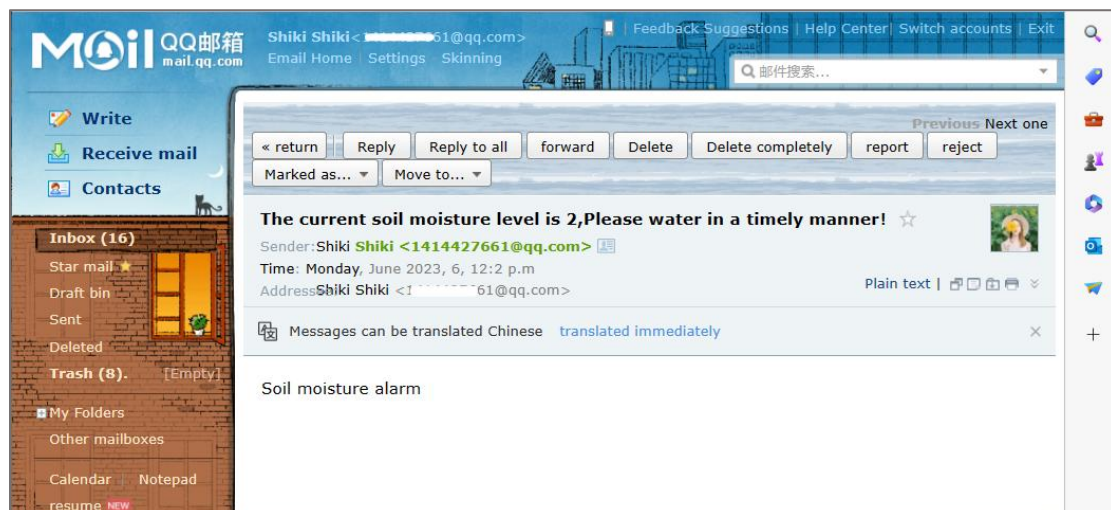 MAil QQ邮箱
mail.qq.com
Shiki Shiki< 61@qq.com>
Email Home | Settings Skinning
| Feedback Suggestions | Help Center| Switch accounts | Exit
邮件搜索...
Write
Receive mail
Contacts
Previous Next one
« return
Reply
Reply to all
forward
Delete
Delete completely
report
reject
Marked as...
Move to...
The current soil moisture level is 2,Please water in a timely manner!
Sender:Shiki Shiki <1414427661@qq.com>
Time: Monday, June 2023, 6, 12:2 p.m
Shiki Shiki < 61@qq.com>
Plain text |
Messages can be translated Chinese translated immediately
Soil moisture alarm
Inbox (16)
Star mail
Draft bin
Sent
Deleted
Trash (8). [Empty]
My Folders
Other mailboxes
Calendar | Notepad
resume NEW